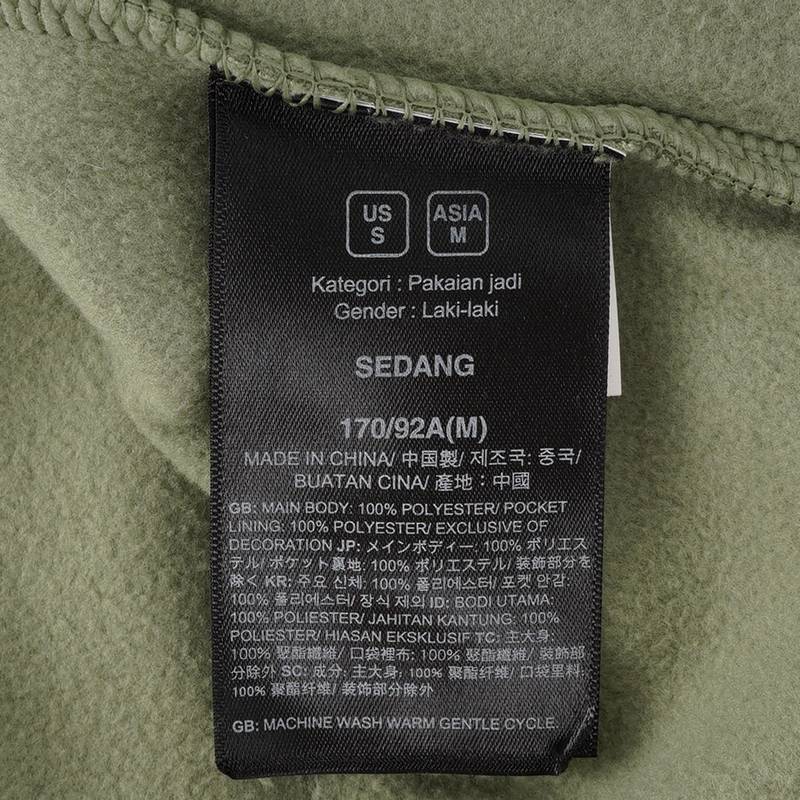 US ASIA
S M
Kategori : Pakaian jadi
Gender : Laki-laki
SEDANG
170/92A(M)
MADE IN CHINA/ 中国製/ 제조국: 중국/
BUATAN CINA/ 產地：中國
GB: MAIN BODY: 100% POLYESTER/ POCKET
LINING: 100% POLYESTER/ EXCLUSIVE OF
DECORATION JP: メインボディー: 100% ポリエス
テル/ ポケット裏地: 100% ポリエステル/ 装飾部分を
除く KR: 주요 신체: 100% 폴리에스터/ 포켓 안감:
100% 폴리에스터/ 장식 제외 ID: BODI UTAMA:
100% POLIESTER/ JAHITAN KANTUNG: 100%
POLIESTER/ HIASAN EKSKLUSIF TC: 主大身:
100% 聚酯纖維/ 口袋裡布: 100% 聚酯纖維/ 裝飾部
分除外 SC: 成分: 主大身: 100% 聚酯纤维/ 口袋里料:
100% 聚酯纤维/ 装饰部分除外
GB: MACHINE WASH WARM GENTLE CYCLE.